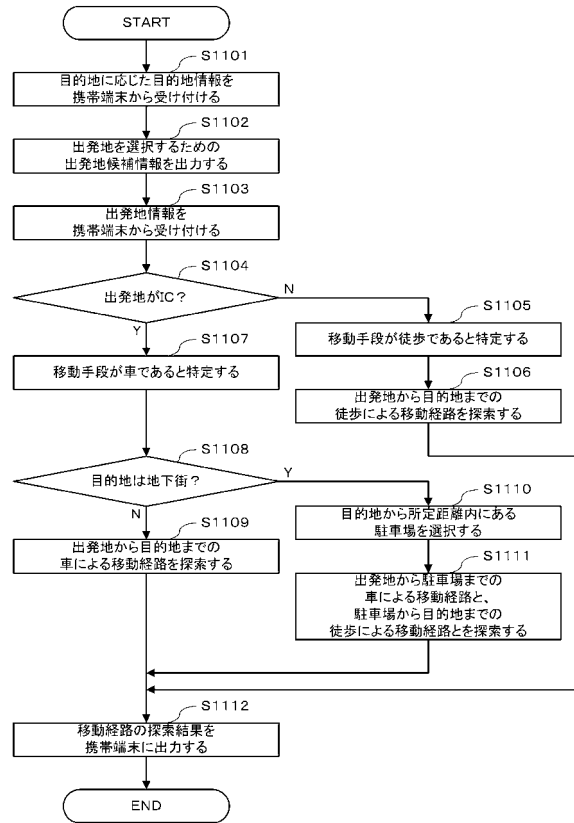 START
S1101
目的地に応じた目的地情報を
携帯端末から受け付ける
S1102
出発地を選択するための
出発地候補情報を出力する
S1103
出発地情報を
携帯端末から受け付ける
S1104
出発地がIC？
N
Y
S1105
移動手段が徒歩であると特定する
S1107
移動手段が車であると特定する
S1106
出発地から目的地までの
徒歩による移動経路を探索する
S1108
目的地は地下街？
Y
N
S1110
目的地から所定距離内にある
駐車場を選択する
S1109
出発地から目的地までの
車による移動経路を探索する
S1111
出発地から駐車場までの
車による移動経路と、
駐車場から目的地までの
徒歩による移動経路とを探索する
S1112
移動経路の探索結果を
携帯端末に出力する
END